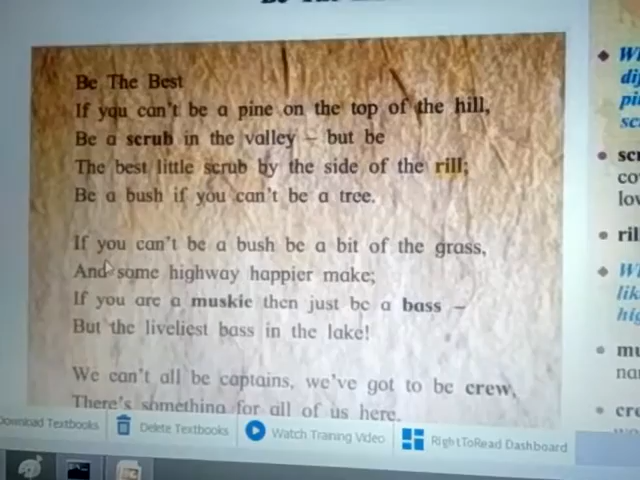 Be The Best
If you can't be a pine on the top of the hill,
Be a scrub in the valley – but be
The best little scrub by the side of the rill;
Be a bush if you can't be a tree.
If you can't be a bush be a bit of the grass,
And some highway happier make;
If you are a muskie then just be a bass –
But the liveliest bass in the lake!
We can't all be captains, we've got to be crew,
There's something for all of us here.
Download Textbooks
Delete Textbooks
Watch Training Video
RightToRead Dashboard